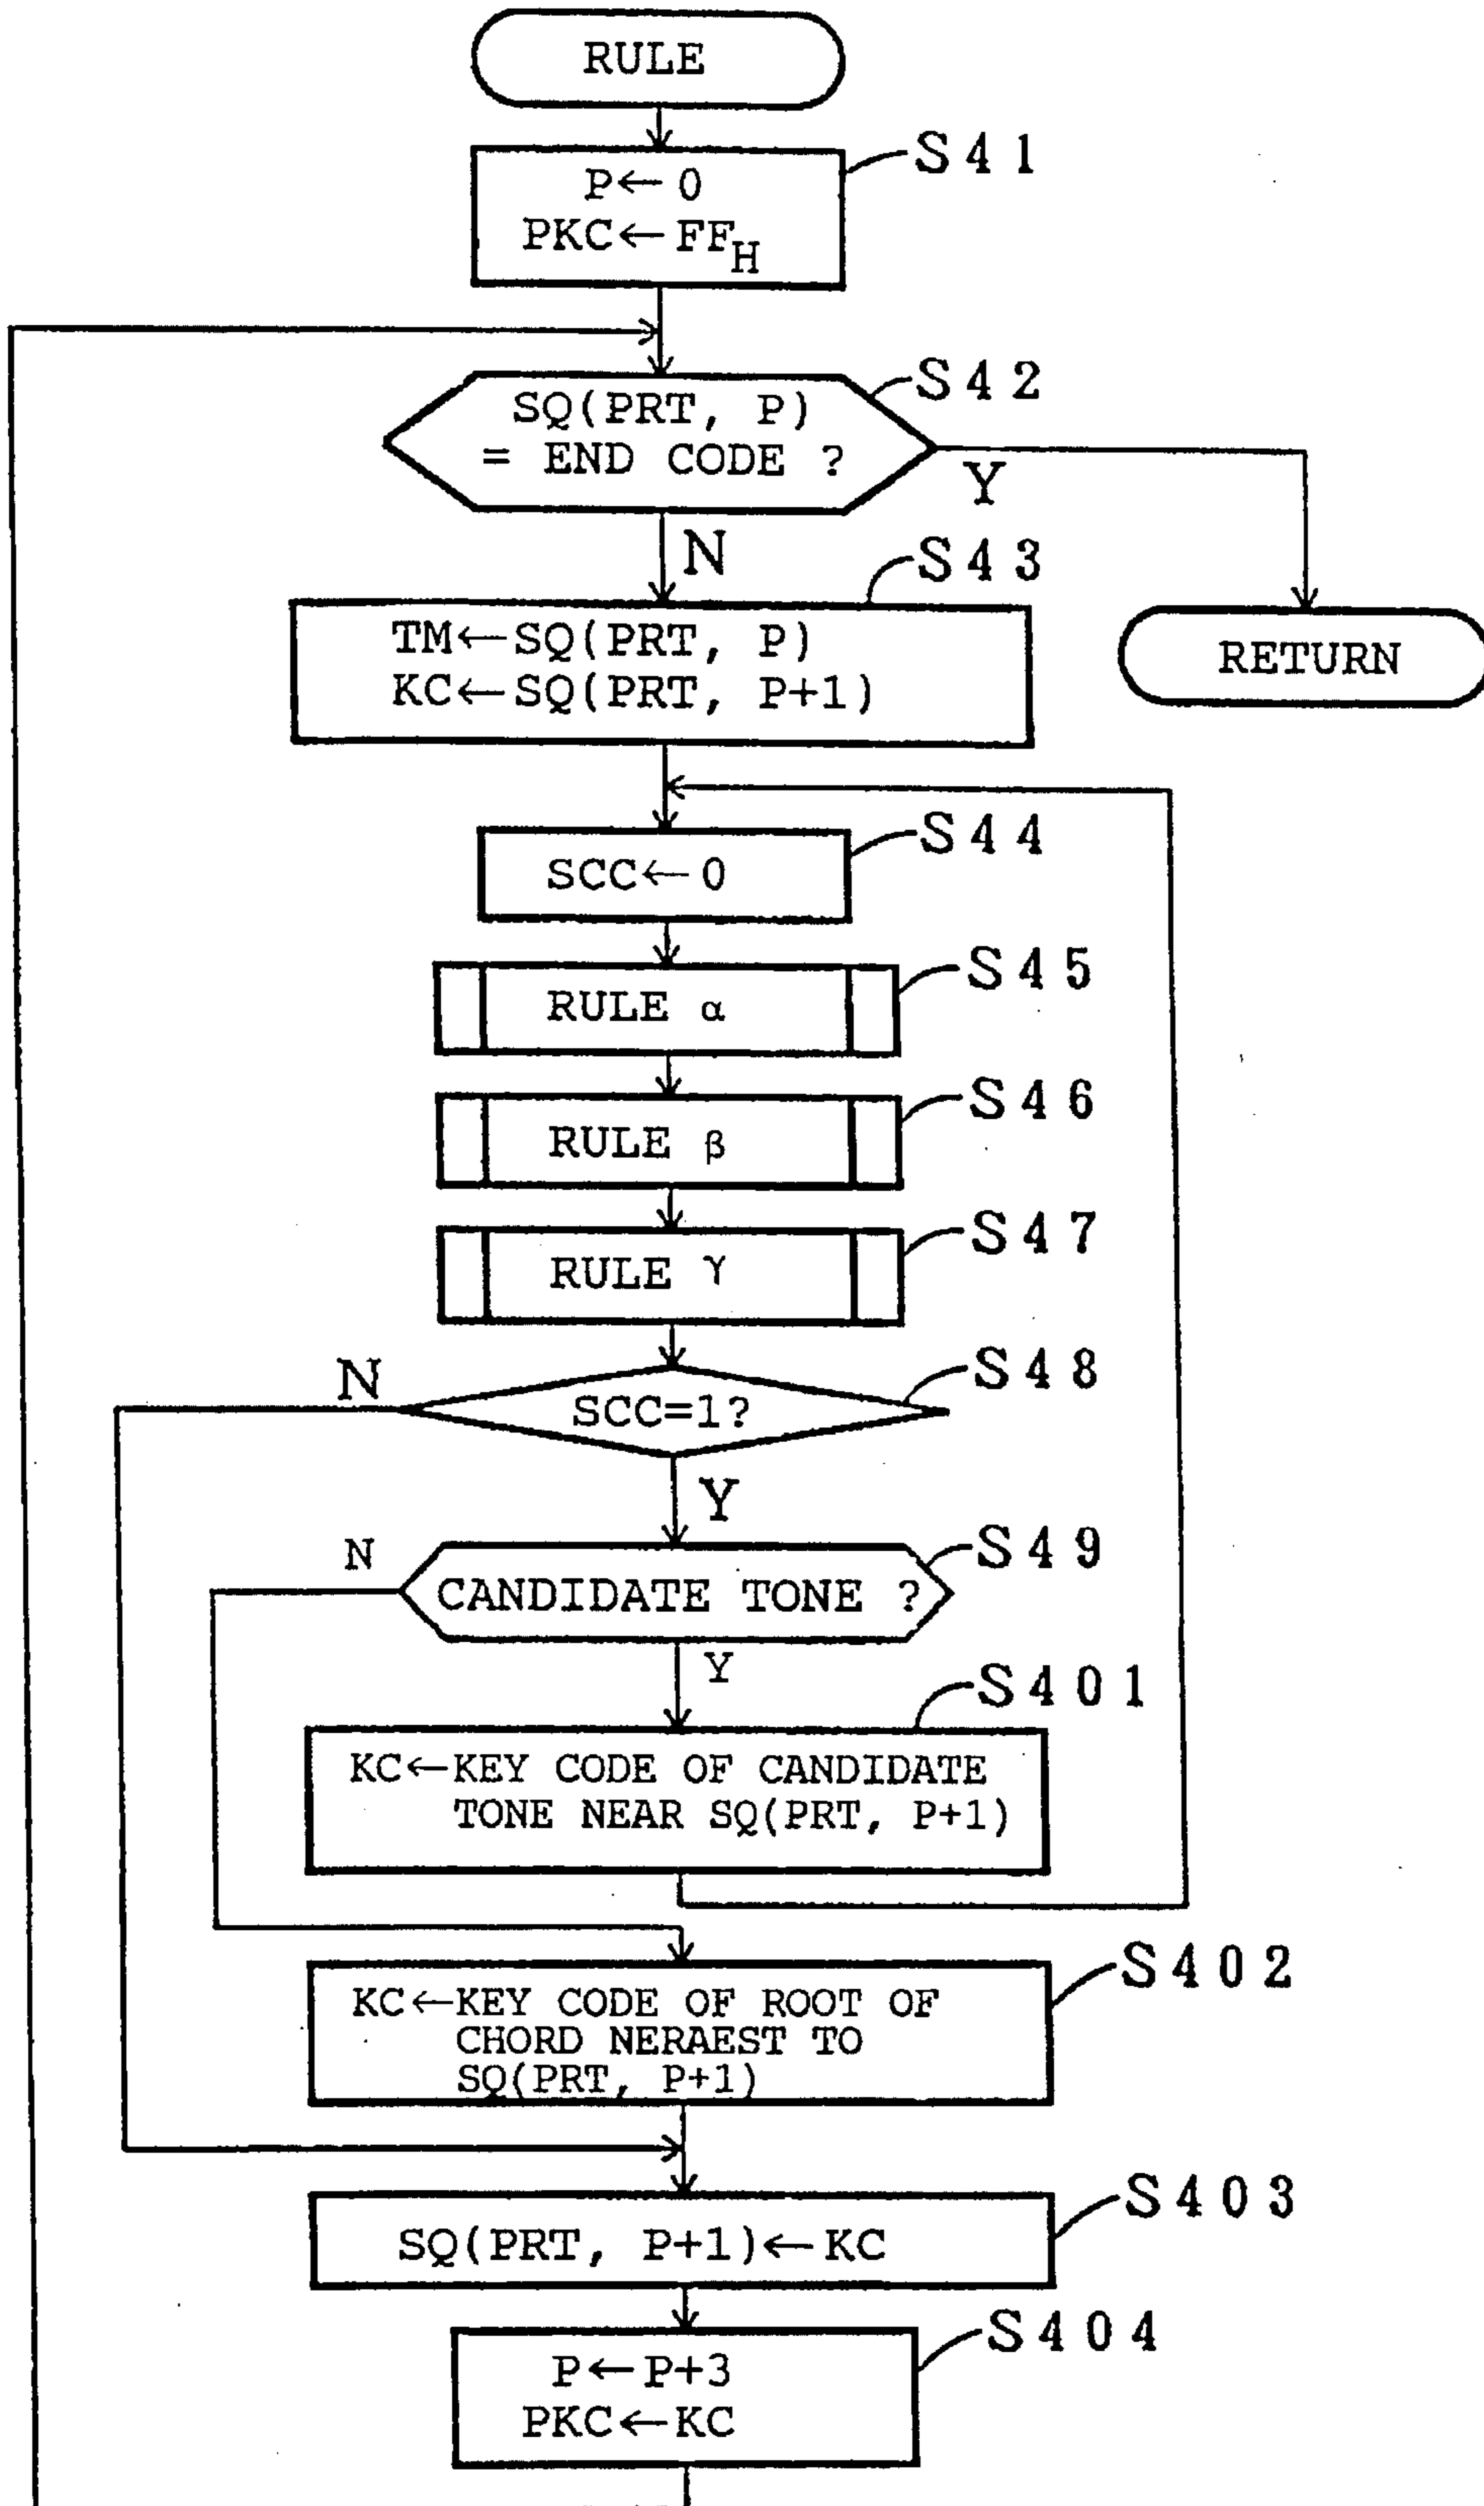 RULE
S41
P←0
PKC←FF_H
S42
SQ(PRT, P)
= END CODE ?
Y
N
S43
TM←SQ(PRT, P)
KC←SQ(PRT, P+1)
RETURN
S44
SCC←0
S45
RULE α
S46
RULE β
S47
RULE γ
S48
N
SCC=1?
Y
S49
N
CANDIDATE TONE ?
Y
S401
KC←KEY CODE OF CANDIDATE
TONE NEAR SQ(PRT, P+1)
S402
KC←KEY CODE OF ROOT OF
CHORD NERAEST TO
SQ(PRT, P+1)
S403
SQ(PRT, P+1)←KC
S404
P←P+3
PKC←KC